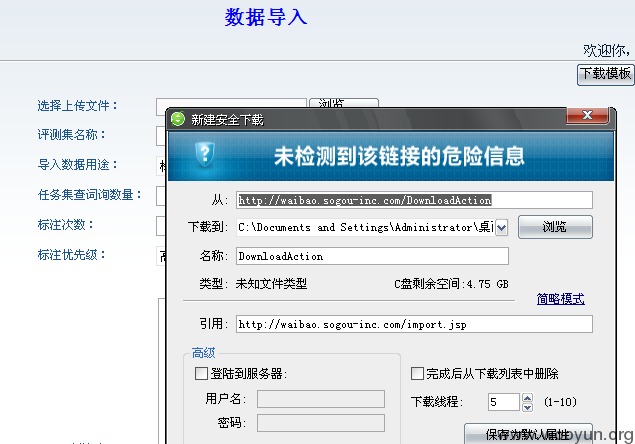 数据导入
欢迎你,
下载模板
选择上传文件：
浏览
评测集名称：
导入数据用途：
任务集查词询数量：
标注次数：
标注优先级：
高
新建安全下载
未检测到该链接的危险信息
从:
http://waibao.sogou-inc.com/DownloadAction
下载到:
C:\Documents and Settings\Administrator\桌
浏览
名称:
DownloadAction
类型: 未知文件类型
C盘剩余空间:4.75 GB
简略模式
引用:
http://waibao.sogou-inc.com/import.jsp
高级
登陆到服务器:
用户名:
密码:
完成后从下载列表中删除
下载线程:
5
(1-10)
保存为默认属性